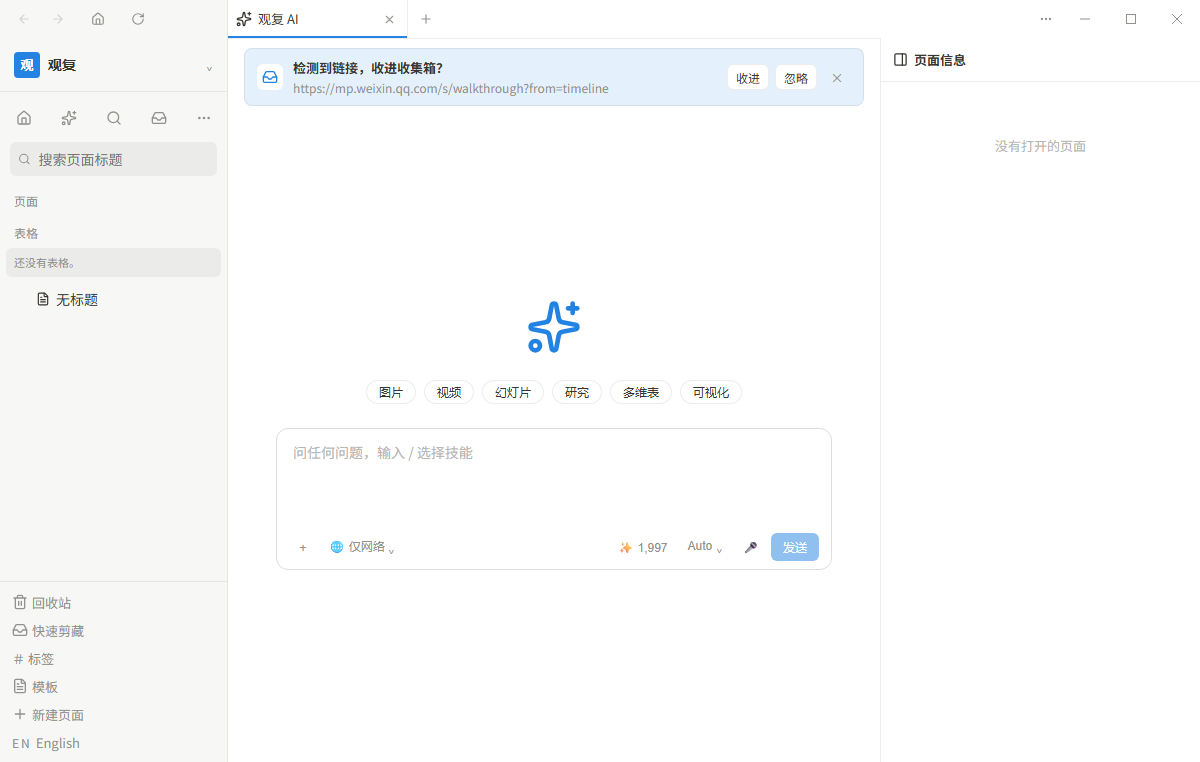 观复 AI
观 观复
检测到链接，收进收集箱？
https://mp.weixin.qq.com/s/walkthrough?from=timeline
收进 忽略
页面信息
没有打开的页面
搜索页面标题
页面
表格
还没有表格。
无标题
图片 视频 幻灯片 研究 多维表 可视化
问任何问题，输入 / 选择技能
+ 仅网络 1,997 Auto 发送
回收站
快速剪藏
# 标签
模板
新建页面
EN English